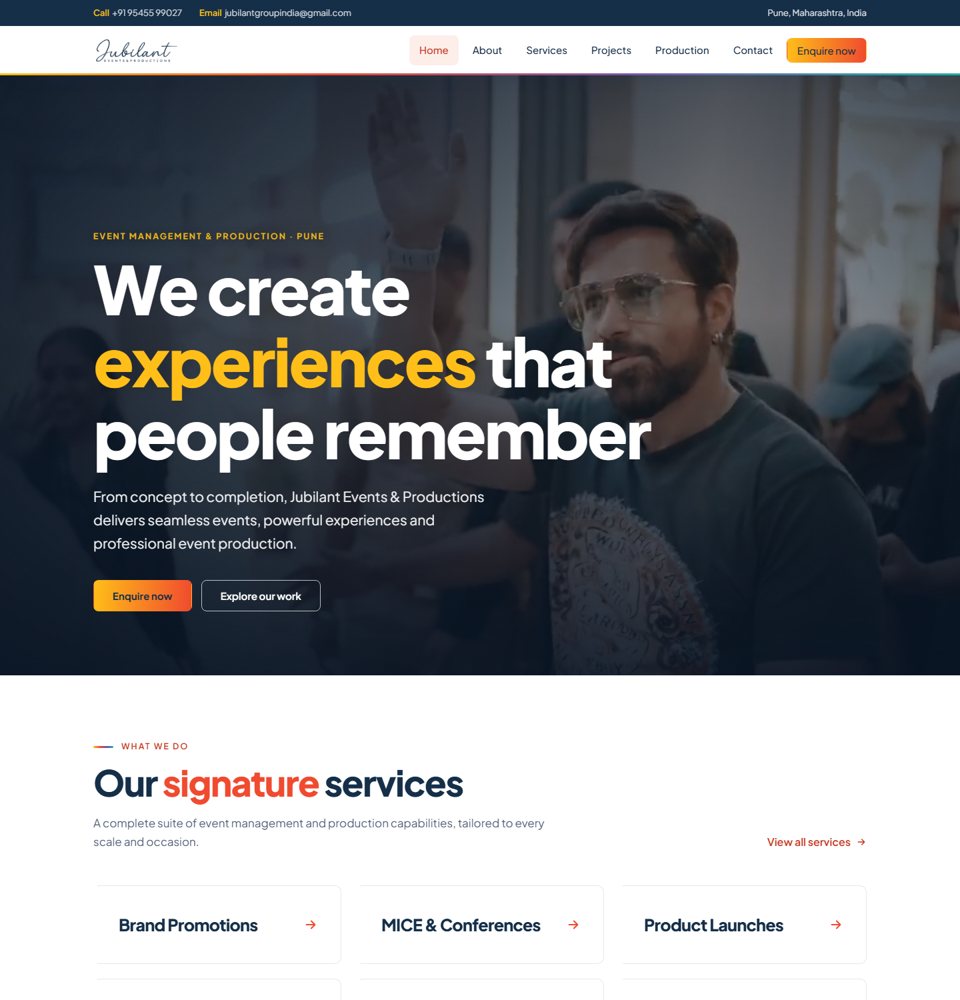 Call +91 95455 99027 Email jubilantgroupindia@gmail.com Pune, Maharashtra, India
Jubilant
EVENTS & PRODUCTIONS
Home About Services Projects Production Contact Enquire now
EVENT MANAGEMENT & PRODUCTION · PUNE
We create
experiences that
people remember
From concept to completion, Jubilant Events & Productions
delivers seamless events, powerful experiences and
professional event production.
Enquire now Explore our work
WHAT WE DO
Our signature services
A complete suite of event management and production capabilities, tailored to every
scale and occasion.
View all services →
Brand Promotions → MICE & Conferences → Product Launches →